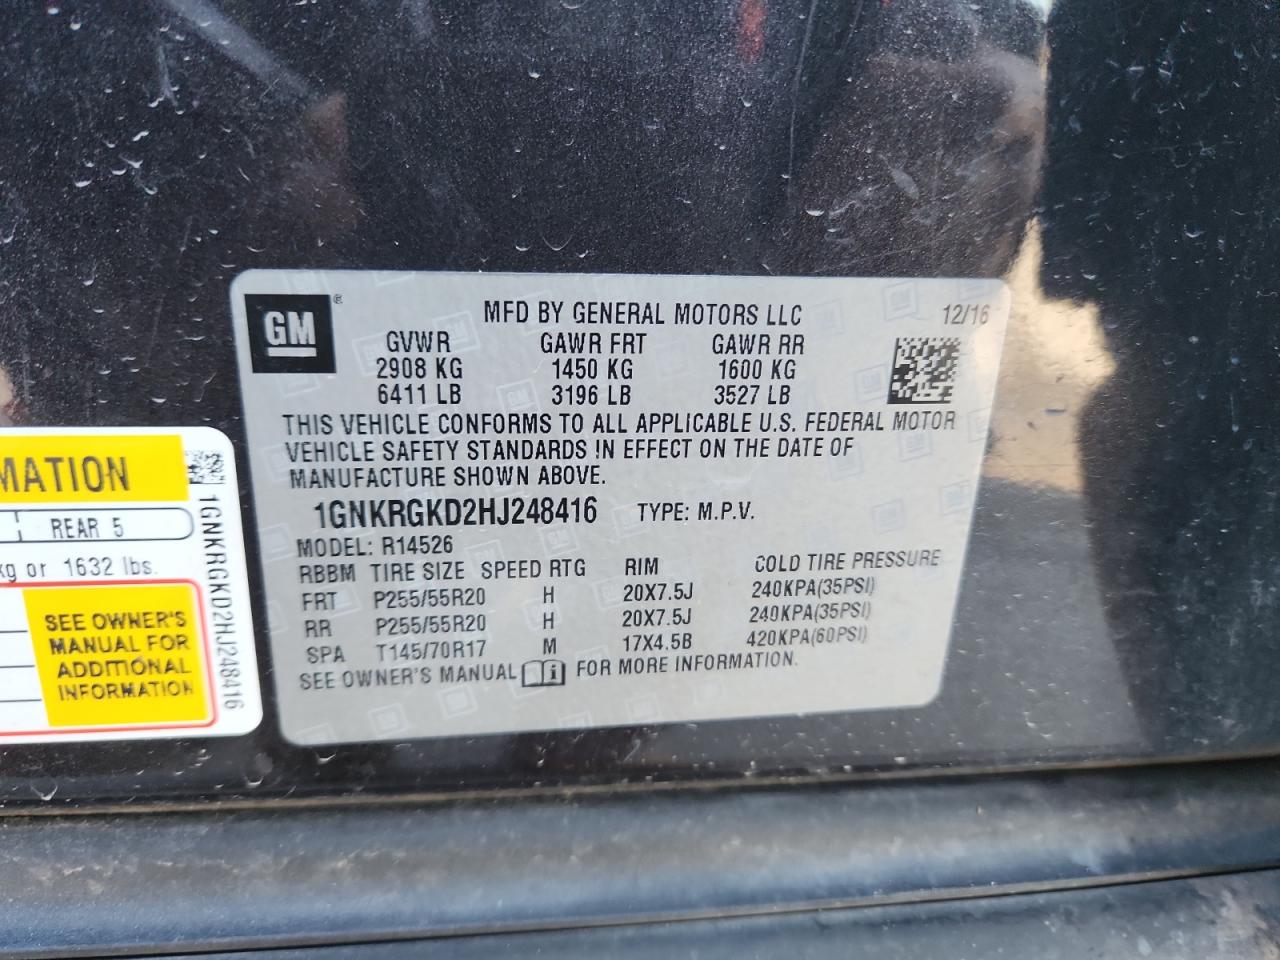 GM®
MFD BY GENERAL MOTORS LLC 12/16
GVWR GAWR FRT GAWR RR
2908 KG 1450 KG 1600 KG
6411 LB 3196 LB 3527 LB
THIS VEHICLE CONFORMS TO ALL APPLICABLE U.S. FEDERAL MOTOR
VEHICLE SAFETY STANDARDS IN EFFECT ON THE DATE OF
MANUFACTURE SHOWN ABOVE.
1GNKRGKD2HJ248416 TYPE: M.P.V.
MODEL: R14526
RBBM TIRE SIZE SPEED RTG RIM COLD TIRE PRESSURE
FRT P255/55R20 H 20X7.5J 240KPA(35PSI)
RR P255/55R20 H 20X7.5J 240KPA(35PSI)
SPA T145/70R17 M 17X4.5B 420KPA(60PSI)
SEE OWNER'S MANUAL FOR MORE INFORMATION.
MATION
REAR 5
kg or 1632 lbs.
SEE OWNER'S
MANUAL FOR
ADDITIONAL
INFORMATION
1GNKRGKD2HJ248416